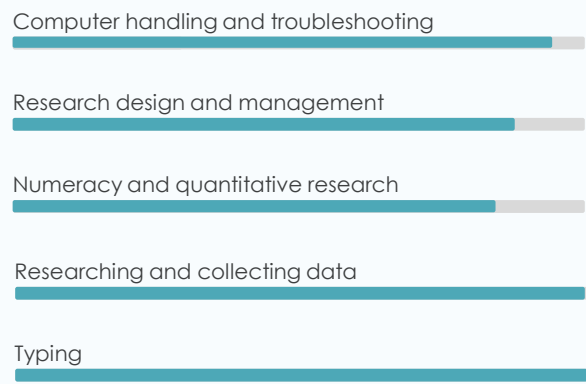 Computer handling and troubleshooting
Research design and management
Numeracy and quantitative research
Researching and collecting data
Typing